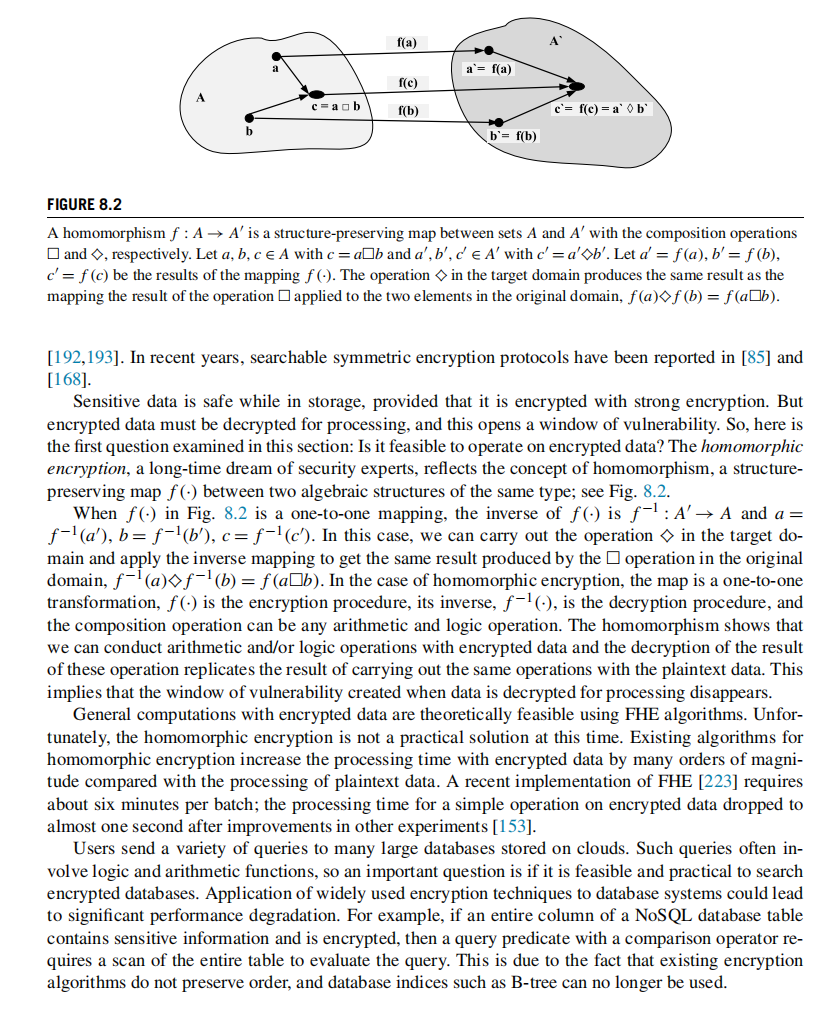 f(a)
A`
a
a`= f(a)
A
f(c)
c = a □ b
c`= f(c) = a` ◊ b`
f(b)
b
b`= f(b)
FIGURE 8.2
A homomorphism f : A → A′ is a structure-preserving map between sets A and A′ with the composition operations
□ and ◇, respectively. Let a, b, c ∈ A with c = a□b and a′, b′, c′ ∈ A′ with c′ = a′◇b′. Let a′ = f(a), b′ = f(b),
c′ = f(c) be the results of the mapping f(·). The operation ◇ in the target domain produces the same result as the
mapping the result of the operation □ applied to the two elements in the original domain, f(a)◇f(b) = f(a□b).
[192,193]. In recent years, searchable symmetric encryption protocols have been reported in [85] and
[168].
Sensitive data is safe while in storage, provided that it is encrypted with strong encryption. But
encrypted data must be decrypted for processing, and this opens a window of vulnerability. So, here is
the first question examined in this section: Is it feasible to operate on encrypted data? The homomorphic
encryption, a long-time dream of security experts, reflects the concept of homomorphism, a structure-
preserving map f(·) between two algebraic structures of the same type; see Fig. 8.2.
When f(·) in Fig. 8.2 is a one-to-one mapping, the inverse of f(·) is f⁻¹ : A′ → A and a =
f⁻¹(a′), b = f⁻¹(b′), c = f⁻¹(c′). In this case, we can carry out the operation ◇ in the target do-
main and apply the inverse mapping to get the same result produced by the □ operation in the original
domain, f⁻¹(a)◇f⁻¹(b) = f(a□b). In the case of homomorphic encryption, the map is a one-to-one
transformation, f(·) is the encryption procedure, its inverse, f⁻¹(·), is the decryption procedure, and
the composition operation can be any arithmetic and logic operation. The homomorphism shows that
we can conduct arithmetic and/or logic operations with encrypted data and the decryption of the result
of these operation replicates the result of carrying out the same operations with the plaintext data. This
implies that the window of vulnerability created when data is decrypted for processing disappears.
General computations with encrypted data are theoretically feasible using FHE algorithms. Unfor-
tunately, the homomorphic encryption is not a practical solution at this time. Existing algorithms for
homomorphic encryption increase the processing time with encrypted data by many orders of magni-
tude compared with the processing of plaintext data. A recent implementation of FHE [223] requires
about six minutes per batch; the processing time for a simple operation on encrypted data dropped to
almost one second after improvements in other experiments [153].
Users send a variety of queries to many large databases stored on clouds. Such queries often in-
volve logic and arithmetic functions, so an important question is if it is feasible and practical to search
encrypted databases. Application of widely used encryption techniques to database systems could lead
to significant performance degradation. For example, if an entire column of a NoSQL database table
contains sensitive information and is encrypted, then a query predicate with a comparison operator re-
quires a scan of the entire table to evaluate the query. This is due to the fact that existing encryption
algorithms do not preserve order, and database indices such as B-tree can no longer be used.